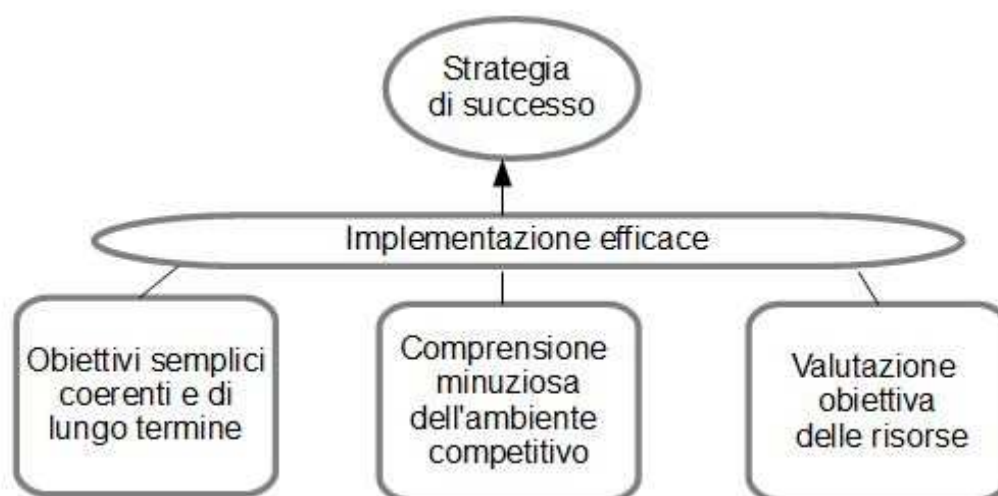 Strategia
di successo
Implementazione efficace
Obiettivi semplici
coerenti e di
lungo termine
Comprensione
minuziosa
dell'ambiente
competitivo
Valutazione
obiettiva
delle risorse